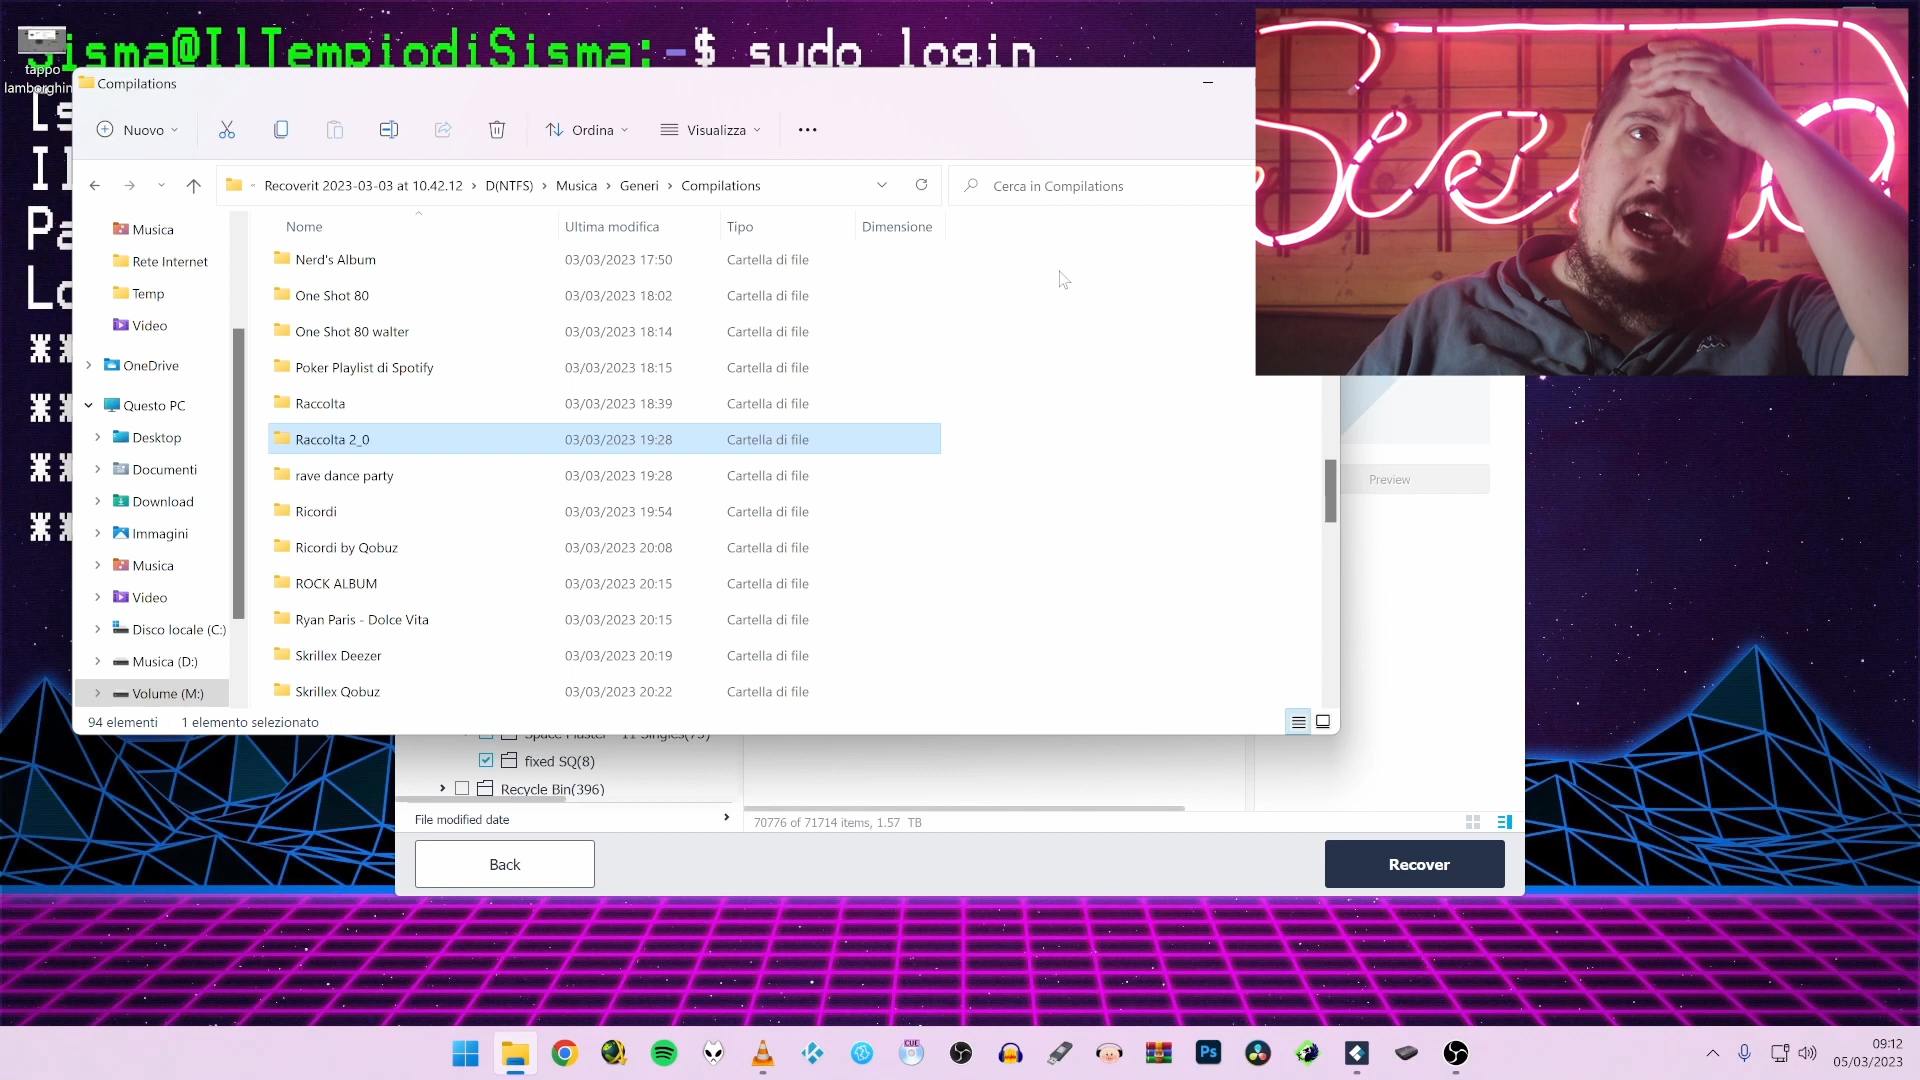 Sisma@IlTempiodiSisma:~$ sudo login
tappo
lamborghin
Compilations
Nuovo
Ordina
Visualizza
Recoverit 2023-03-03 at 10.42.12 > D(NTFS) > Musica > Generi > Compilations
Cerca in Compilations
Nome
Ultima modifica
Tipo
Dimensione
Nerd's Album 03/03/2023 17:50 Cartella di file
One Shot 80 03/03/2023 18:02 Cartella di file
One Shot 80 walter 03/03/2023 18:14 Cartella di file
Poker Playlist di Spotify 03/03/2023 18:15 Cartella di file
Raccolta 03/03/2023 18:39 Cartella di file
Raccolta 2_0 03/03/2023 19:28 Cartella di file
rave dance party 03/03/2023 19:28 Cartella di file
Ricordi 03/03/2023 19:54 Cartella di file
Ricordi by Qobuz 03/03/2023 20:08 Cartella di file
ROCK ALBUM 03/03/2023 20:15 Cartella di file
Ryan Paris - Dolce Vita 03/03/2023 20:15 Cartella di file
Skrillex Deezer 03/03/2023 20:19 Cartella di file
Skrillex Qobuz 03/03/2023 20:22 Cartella di file
Musica
Rete Internet
Temp
Video
OneDrive
Questo PC
Desktop
Documenti
Download
Immagini
Musica
Video
Disco locale (C:)
Musica (D:)
Volume (M:)
94 elementi
1 elemento selezionato
Preview
Space Master - 11 Singles(75)
fixed SQ(8)
Recycle Bin(396)
File modified date
70776 of 71714 items, 1.57 TB
Back
Recover
CUE
Ps
09:12
05/03/2023